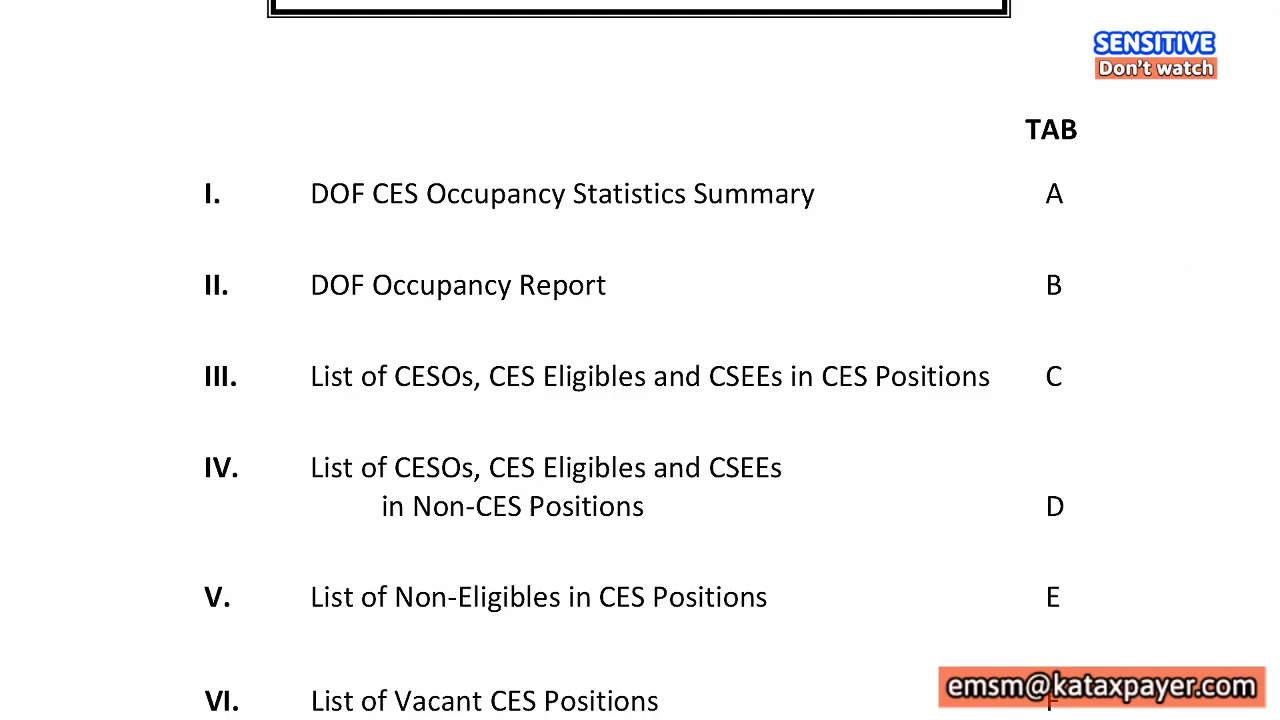 SENSITIVE
Don't watch
TAB
I. DOF CES Occupancy Statistics Summary A
II. DOF Occupancy Report B
III. List of CESOs, CES Eligibles and CSEEs in CES Positions C
IV. List of CESOs, CES Eligibles and CSEEs
in Non-CES Positions D
V. List of Non-Eligibles in CES Positions E
emsm@kataxpayer.com
VI. List of Vacant CES Positions